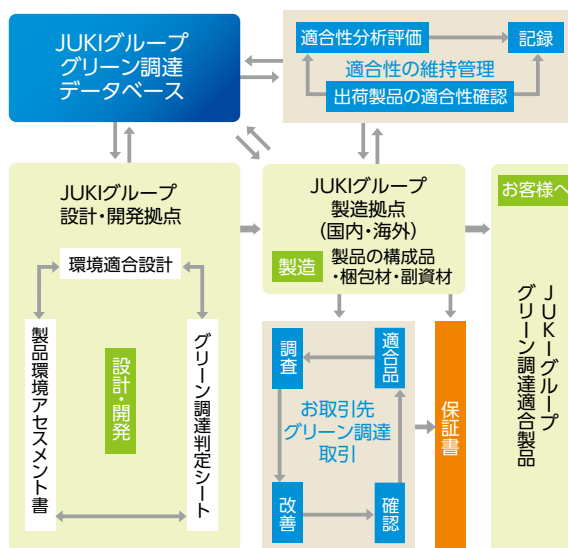 JUKIグループ
グリーン調達
データベース
適合性分析評価
記録
適合性の維持管理
出荷製品の適合性確認
JUKIグループ
設計・開発拠点
環境適合設計
製品環境アセスメント書
設計・開発
グリーン調達判定シート
JUKIグループ
製造拠点
(国内・海外)
製造
製品の構成品
・梱包材・副資材
調査
適合品
お取引先
グリーン調達
取引
改善
確認
保証書
お客様へ
JUKIグループ
グリーン調達適合製品